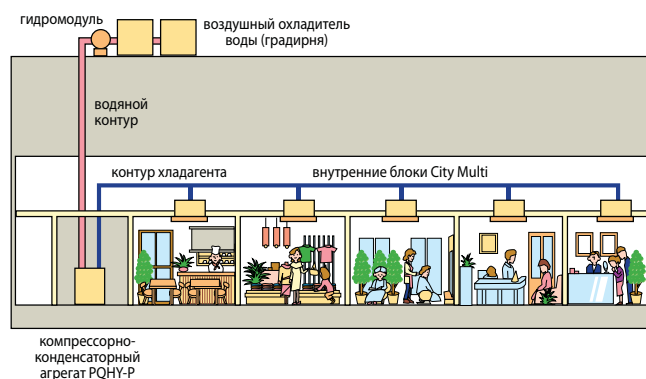 гидромодуль
воздушный охладитель
воды (градирня)
водяной
контур
контур хладагента
внутренние блоки City Multi
компрессорно-
конденсаторный
агрегат PQHY-P